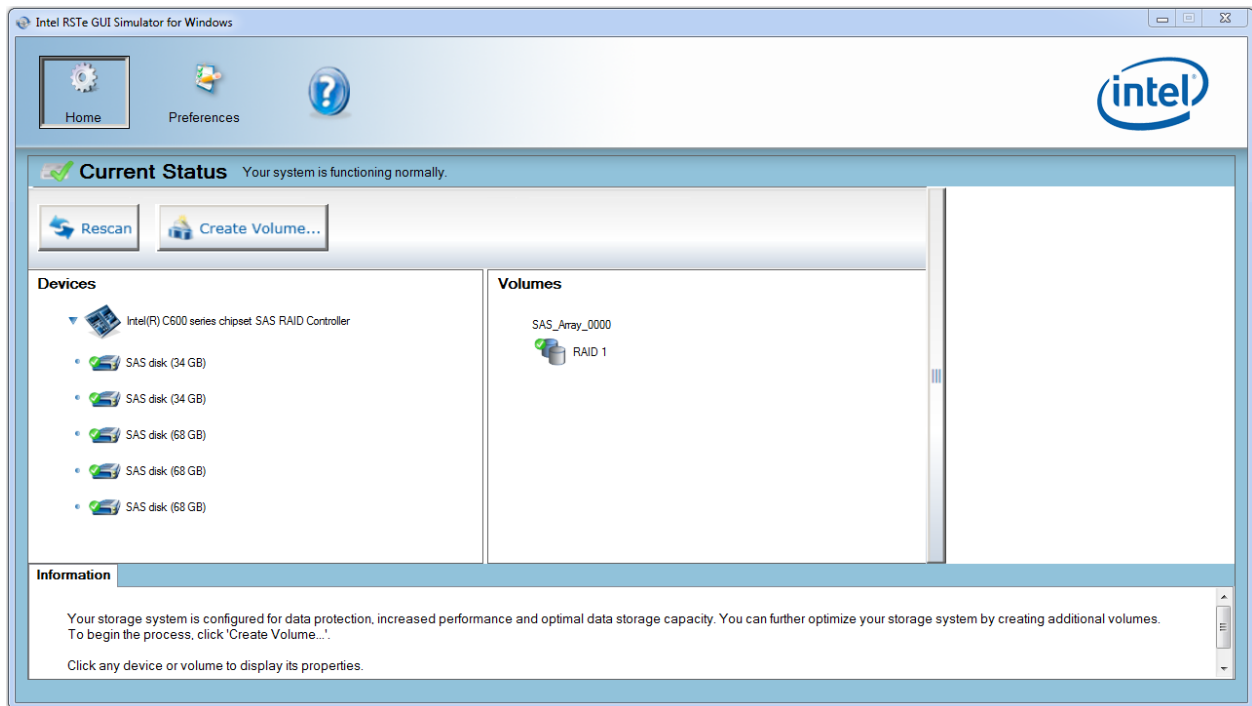 Intel RSTe GUI Simulator for Windows
Home
Preferences
?
intel
Current Status Your system is functioning normally.
Rescan
Create Volume...
Devices
Intel(R) C600 series chipset SAS RAID Controller
SAS disk (34 GB)
SAS disk (34 GB)
SAS disk (68 GB)
SAS disk (68 GB)
SAS disk (68 GB)
Volumes
SAS_Array_0000
RAID 1
Information
Your storage system is configured for data protection, increased performance and optimal data storage capacity. You can further optimize your storage system by creating additional volumes.
To begin the process, click 'Create Volume...'.
Click any device or volume to display its properties.